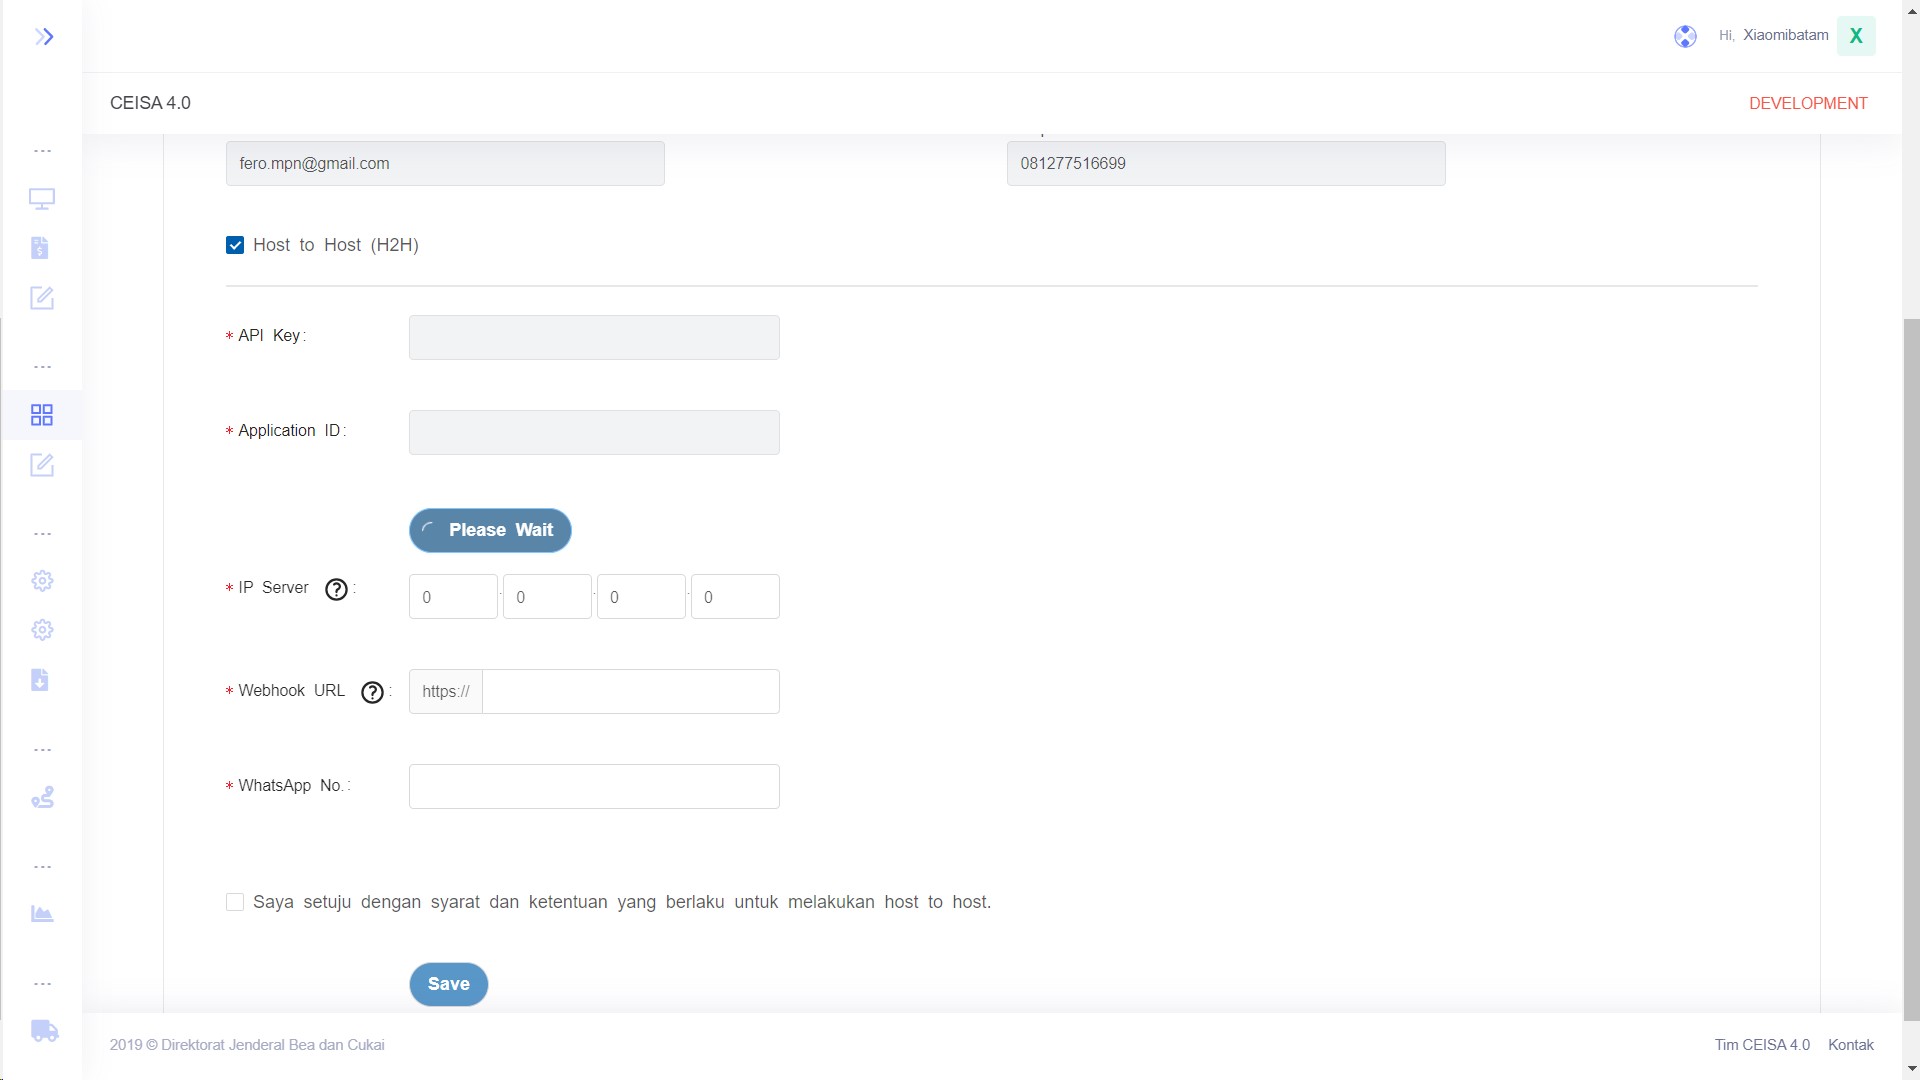 Hi, Xiaomibatam X
CEISA 4.0
DEVELOPMENT
fero.mpn@gmail.com
081277516699
Host to Host (H2H)
* API Key:
* Application ID:
Please Wait
* IP Server ? :
0 . 0 . 0 . 0
* Webhook URL ? :
https://
* WhatsApp No.:
Saya setuju dengan syarat dan ketentuan yang berlaku untuk melakukan host to host.
Save
2019 © Direktorat Jenderal Bea dan Cukai
Tim CEISA 4.0 Kontak